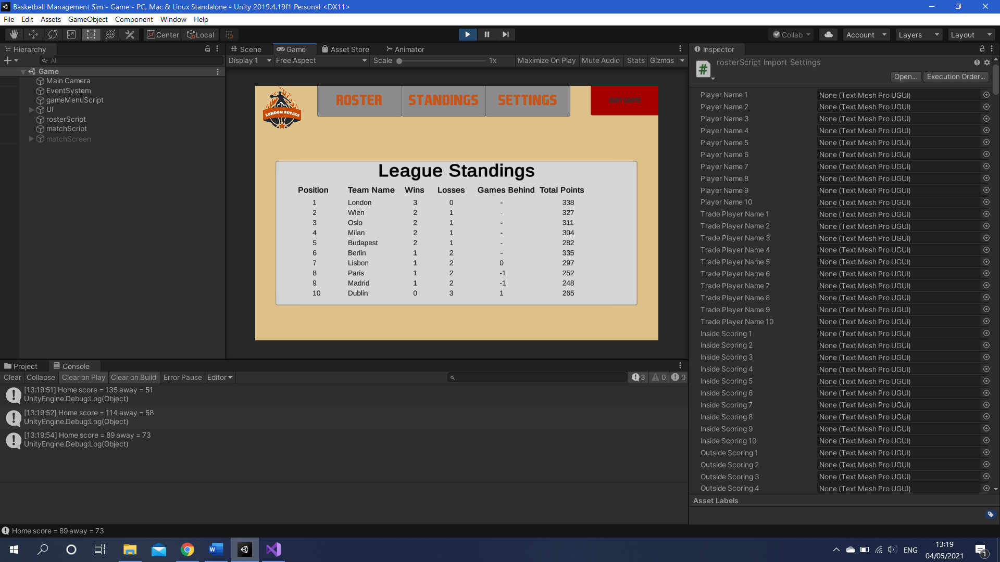 Basketball Management Sim - Game - PC, Mac & Linux Standalone - Unity 2019.4.19f1 Personal <DX11>
File Edit Assets GameObject Component Window Help
Center Local Collab Account Layers Layout
Hierarchy
All
Game
Main Camera
EventSystem
gameMenuScript
UI
rosterScript
matchScript
matchScreen
Scene Game Asset Store Animator
Display 1 Free Aspect Scale 1x Maximize On Play Mute Audio Stats Gizmos
LONDON ROYALS
ROSTER STANDINGS SETTINGS
League Standings
Position Team Name Wins Losses Games Behind Total Points
1 London 3 0 - 338
2 Wien 2 1 - 327
3 Oslo 2 1 - 311
4 Milan 2 1 - 304
5 Budapest 2 1 - 282
6 Berlin 1 2 - 335
7 Lisbon 1 2 0 297
8 Paris 1 2 -1 252
9 Madrid 1 2 -1 248
10 Dublin 0 3 1 265
Project Console
Clear Collapse Clear on Play Clear on Build Error Pause Editor 3 0 0
[13:19:51] Home score = 135 away = 51
UnityEngine.Debug:Log(Object)
[13:19:52] Home score = 114 away = 58
UnityEngine.Debug:Log(Object)
[13:19:54] Home score = 89 away = 73
UnityEngine.Debug:Log(Object)
Home score = 89 away = 73
Inspector
rosterScript Import Settings
Open... Execution Order...
Player Name 1 None (Text Mesh Pro UGUI)
Player Name 2 None (Text Mesh Pro UGUI)
Player Name 3 None (Text Mesh Pro UGUI)
Player Name 4 None (Text Mesh Pro UGUI)
Player Name 5 None (Text Mesh Pro UGUI)
Player Name 6 None (Text Mesh Pro UGUI)
Player Name 7 None (Text Mesh Pro UGUI)
Player Name 8 None (Text Mesh Pro UGUI)
Player Name 9 None (Text Mesh Pro UGUI)
Player Name 10 None (Text Mesh Pro UGUI)
Trade Player Name 1 None (Text Mesh Pro UGUI)
Trade Player Name 2 None (Text Mesh Pro UGUI)
Trade Player Name 3 None (Text Mesh Pro UGUI)
Trade Player Name 4 None (Text Mesh Pro UGUI)
Trade Player Name 5 None (Text Mesh Pro UGUI)
Trade Player Name 6 None (Text Mesh Pro UGUI)
Trade Player Name 7 None (Text Mesh Pro UGUI)
Trade Player Name 8 None (Text Mesh Pro UGUI)
Trade Player Name 9 None (Text Mesh Pro UGUI)
Trade Player Name 10 None (Text Mesh Pro UGUI)
Inside Scoring 1 None (Text Mesh Pro UGUI)
Inside Scoring 2 None (Text Mesh Pro UGUI)
Inside Scoring 3 None (Text Mesh Pro UGUI)
Inside Scoring 4 None (Text Mesh Pro UGUI)
Inside Scoring 5 None (Text Mesh Pro UGUI)
Inside Scoring 6 None (Text Mesh Pro UGUI)
Inside Scoring 7 None (Text Mesh Pro UGUI)
Inside Scoring 8 None (Text Mesh Pro UGUI)
Inside Scoring 9 None (Text Mesh Pro UGUI)
Inside Scoring 10 None (Text Mesh Pro UGUI)
Outside Scoring 1 None (Text Mesh Pro UGUI)
Outside Scoring 2 None (Text Mesh Pro UGUI)
Outside Scoring 3 None (Text Mesh Pro UGUI)
Outside Scoring 4 None (Text Mesh Pro UGUI)
Asset Labels
ENG
13:19
04/05/2021
1